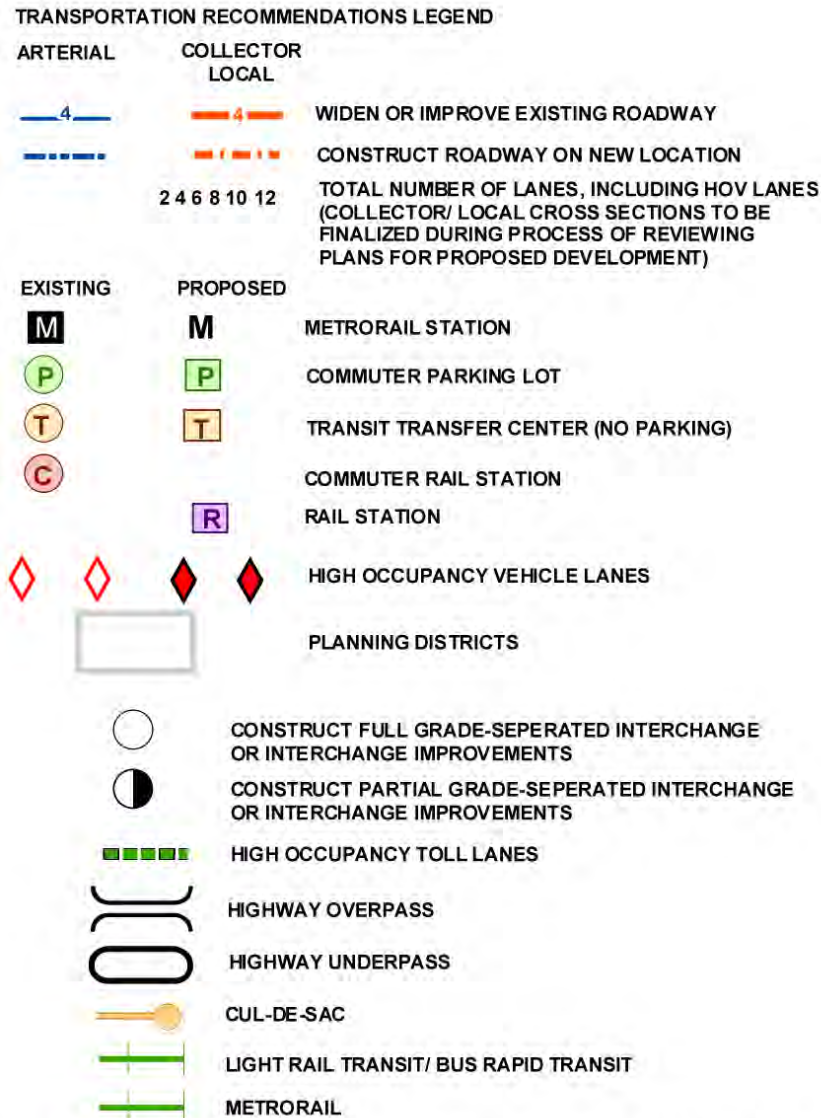 TRANSPORTATION RECOMMENDATIONS LEGEND
ARTERIAL COLLECTOR
LOCAL
4 4 WIDEN OR IMPROVE EXISTING ROADWAY
CONSTRUCT ROADWAY ON NEW LOCATION
2 4 6 8 10 12 TOTAL NUMBER OF LANES, INCLUDING HOV LANES
(COLLECTOR/ LOCAL CROSS SECTIONS TO BE
FINALIZED DURING PROCESS OF REVIEWING
PLANS FOR PROPOSED DEVELOPMENT)
EXISTING PROPOSED
M M METRORAIL STATION
P P COMMUTER PARKING LOT
T T TRANSIT TRANSFER CENTER (NO PARKING)
C COMMUTER RAIL STATION
R RAIL STATION
HIGH OCCUPANCY VEHICLE LANES
PLANNING DISTRICTS
CONSTRUCT FULL GRADE-SEPERATED INTERCHANGE
OR INTERCHANGE IMPROVEMENTS
CONSTRUCT PARTIAL GRADE-SEPERATED INTERCHANGE
OR INTERCHANGE IMPROVEMENTS
HIGH OCCUPANCY TOLL LANES
HIGHWAY OVERPASS
HIGHWAY UNDERPASS
CUL-DE-SAC
LIGHT RAIL TRANSIT/ BUS RAPID TRANSIT
METRORAIL